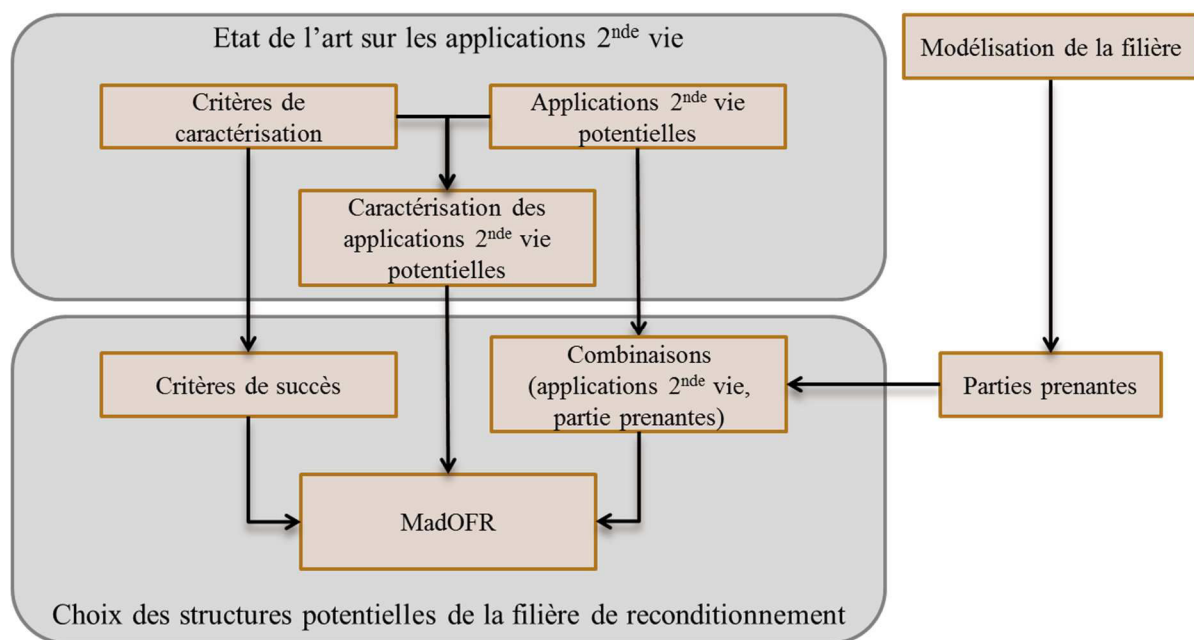 Etat de l’art sur les applications 2nde vie
Modélisation de la filière
Critères de
caractérisation
Applications 2nde vie
potentielles
Caractérisation des
applications 2nde vie
potentielles
Critères de succès
Combinaisons
(applications 2nde vie,
partie prenantes)
Parties prenantes
MadOFR
Choix des structures potentielles de la filière de reconditionnement